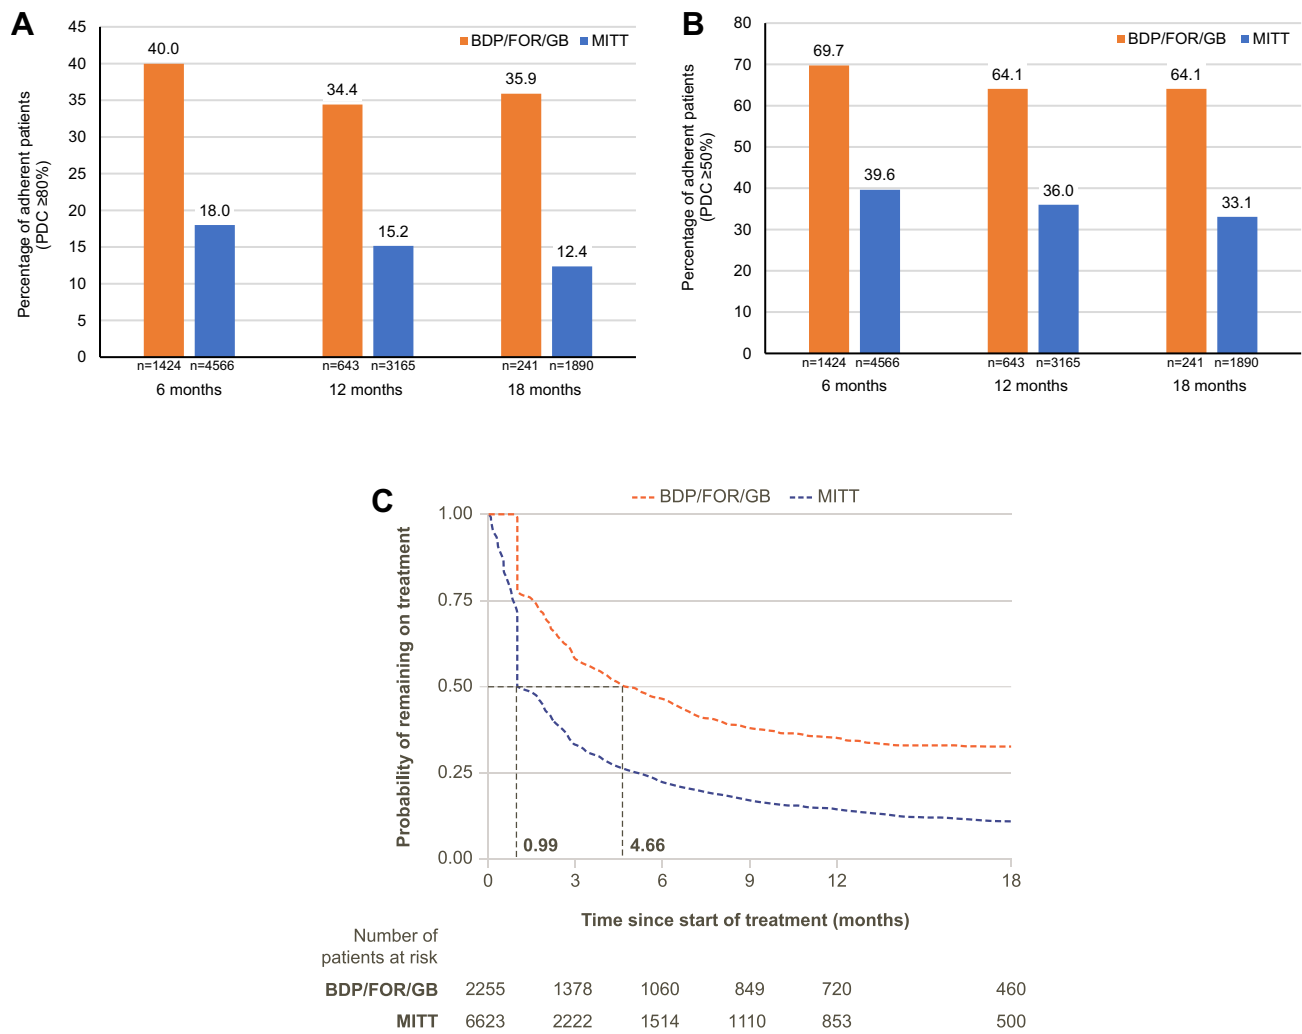 A
Percentage of adherent patients
(PDC ≥80%)
45
40
35
30
25
20
15
10
5
0
BDP/FOR/GB MITT
40.0
18.0
34.4
15.2
35.9
12.4
n=1424 n=4566
n=643 n=3165
n=241 n=1890
6 months
12 months
18 months
B
Percentage of adherent patients
(PDC ≥50%)
80
70
60
50
40
30
20
10
0
BDP/FOR/GB MITT
69.7
39.6
64.1
36.0
64.1
33.1
n=1424 n=4566
n=643 n=3165
n=241 n=1890
6 months
12 months
18 months
C
BDP/FOR/GB MITT
Probability of remaining on treatment
1.00
0.75
0.50
0.25
0.00
0.99
4.66
0 3 6 9 12 18
Time since start of treatment (months)
Number of
patients at risk
BDP/FOR/GB 2255 1378 1060 849 720 460
MITT 6623 2222 1514 1110 853 500